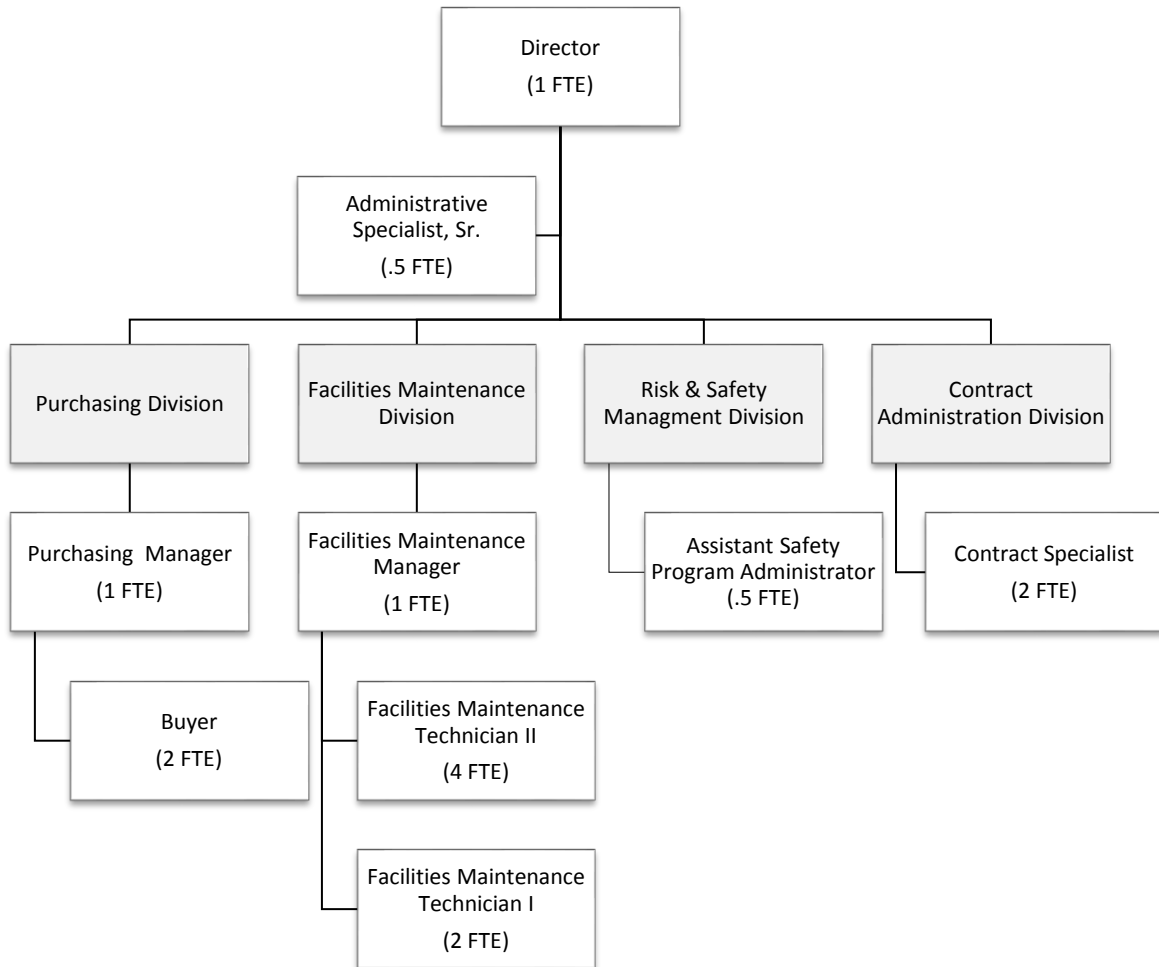 Director
(1 FTE)
Administrative
Specialist, Sr.
(.5 FTE)
Purchasing Division
Facilities Maintenance
Division
Risk & Safety
Managment Division
Contract
Administration Division
Purchasing  Manager
(1 FTE)
Facilities Maintenance
Manager
(1 FTE)
Assistant Safety
Program Administrator
(.5 FTE)
Contract Specialist
(2 FTE)
Buyer
(2 FTE)
Facilities Maintenance
Technician II
(4 FTE)
Facilities Maintenance
Technician I
(2 FTE)